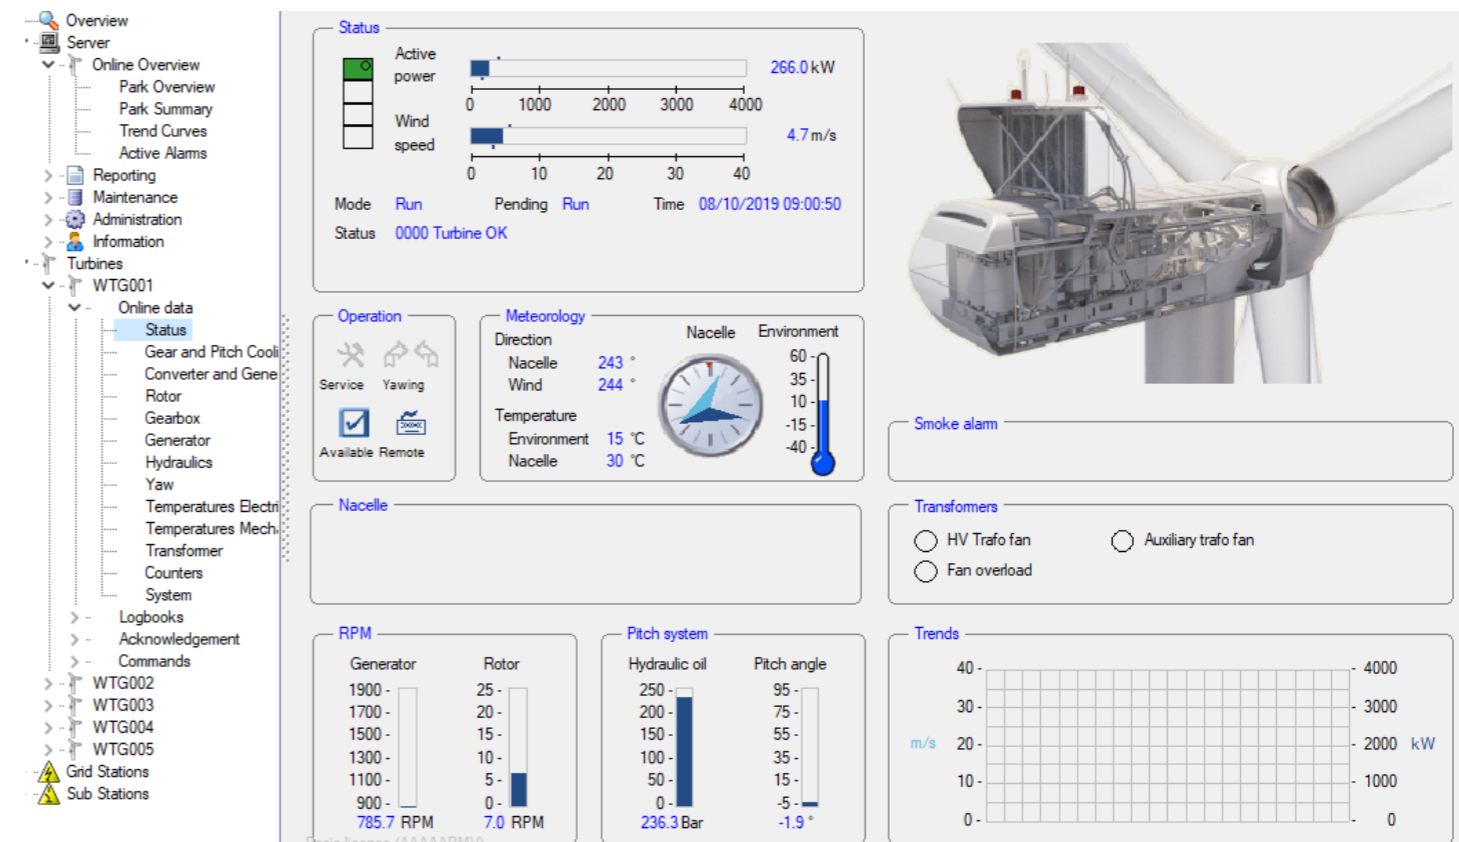 Overview
Server
Online Overview
Park Overview
Park Summary
Trend Curves
Active Alarms
Reporting
Maintenance
Administration
Information
Turbines
WTG001
Online data
Status
Gear and Pitch Cooli
Converter and Gene
Rotor
Gearbox
Generator
Hydraulics
Yaw
Temperatures Electri
Temperatures Mech
Transformer
Counters
System
Logbooks
Acknowledgement
Commands
WTG002
WTG003
WTG004
WTG005
Grid Stations
Sub Stations
Status
Active power 266.0 kW
0 1000 2000 3000 4000
Wind speed 4.7 m/s
0 10 20 30 40
Mode Run Pending Run Time 08/10/2019 09:00:50
Status 0000 Turbine OK
Operation
Service Yawing
Available Remote
Meteorology
Direction
Nacelle 243 °
Wind 244 °
Temperature
Environment 15 °C
Nacelle 30 °C
Nacelle Environment
60
35
10
-15
-40
Smoke alarm
Nacelle
Transformers
HV Trafo fan Auxiliary trafo fan
Fan overload
RPM
Generator Rotor
1900 25
1700 20
1500 15
1300 10
1100 5
900 0
785.7 RPM 7.0 RPM
Pitch system
Hydraulic oil Pitch angle
250 95
200 75
150 55
100 35
50 15
0 -5
236.3 Bar -1.9 °
Trends
40 4000
30 3000
m/s 20 2000 kW
10 1000
0 0